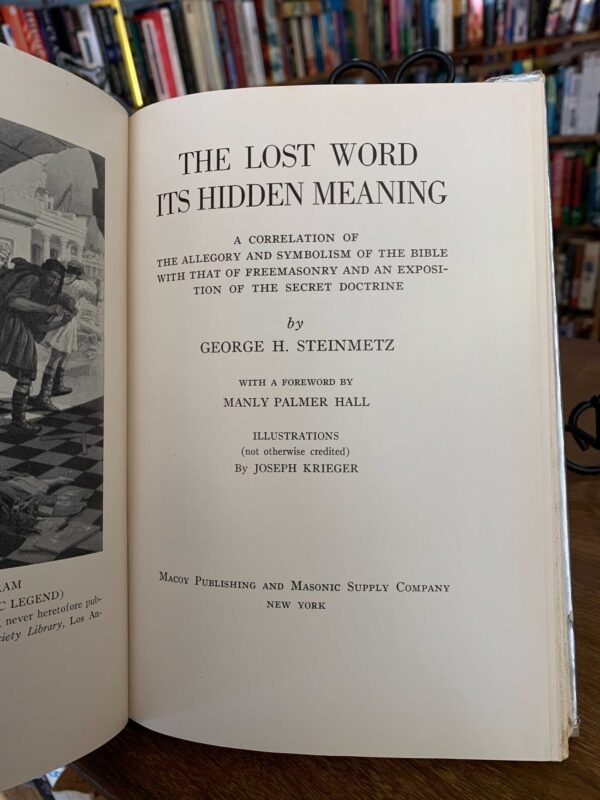 RAM
C LEGEND)
, never heretofore pub-
ciety Library, Los An-
THE LOST WORD
ITS HIDDEN MEANING
A CORRELATION OF
THE ALLEGORY AND SYMBOLISM OF THE BIBLE
WITH THAT OF FREEMASONRY AND AN EXPOSI-
TION OF THE SECRET DOCTRINE
by
GEORGE H. STEINMETZ
WITH A FOREWORD BY
MANLY PALMER HALL
ILLUSTRATIONS
(not otherwise credited)
By JOSEPH KRIEGER
MACOY PUBLISHING AND MASONIC SUPPLY COMPANY
NEW YORK